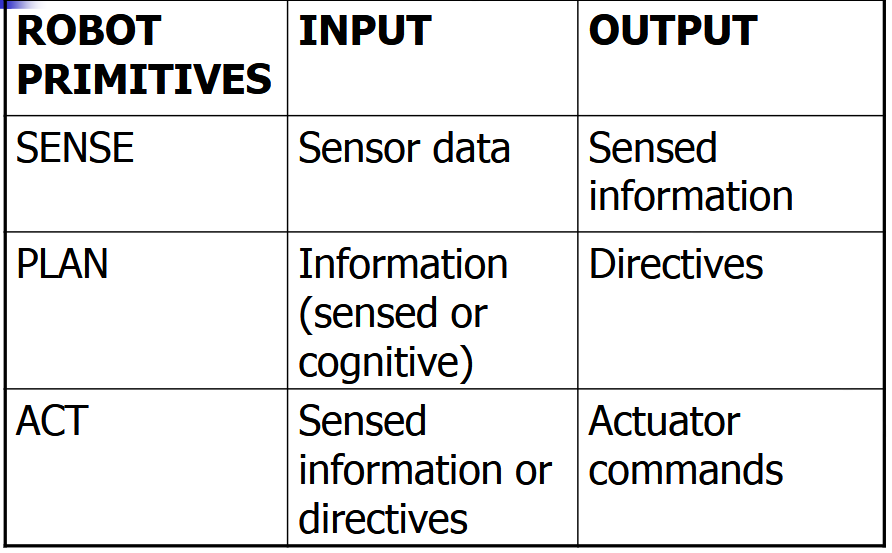 ROBOT
PRIMITIVES
INPUT
OUTPUT
SENSE
Sensor data
Sensed
information
PLAN
Information
(sensed or
cognitive)
Directives
ACT
Sensed
information or
directives
Actuator
commands